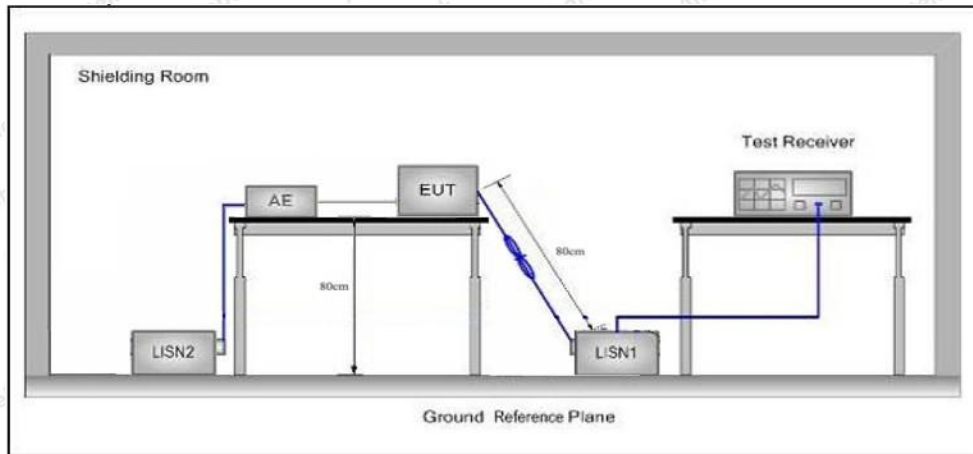 Shielding Room
Test Receiver
AE
EUT
80cm
80cm
LISN2
LISN1
Ground Reference Plane